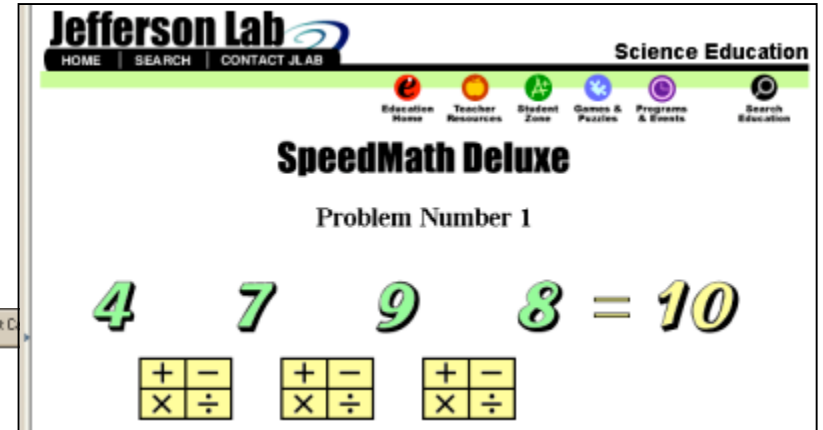 Jefferson Lab
HOME | SEARCH | CONTACT JLAB
Science Education
Education Home
Teacher Resources
Student Zone
Games & Puzzles
Programs & Events
Search Education
SpeedMath Deluxe
Problem Number 1
4 7 9 8 = 10
+ − + − + −
× ÷ × ÷ × ÷